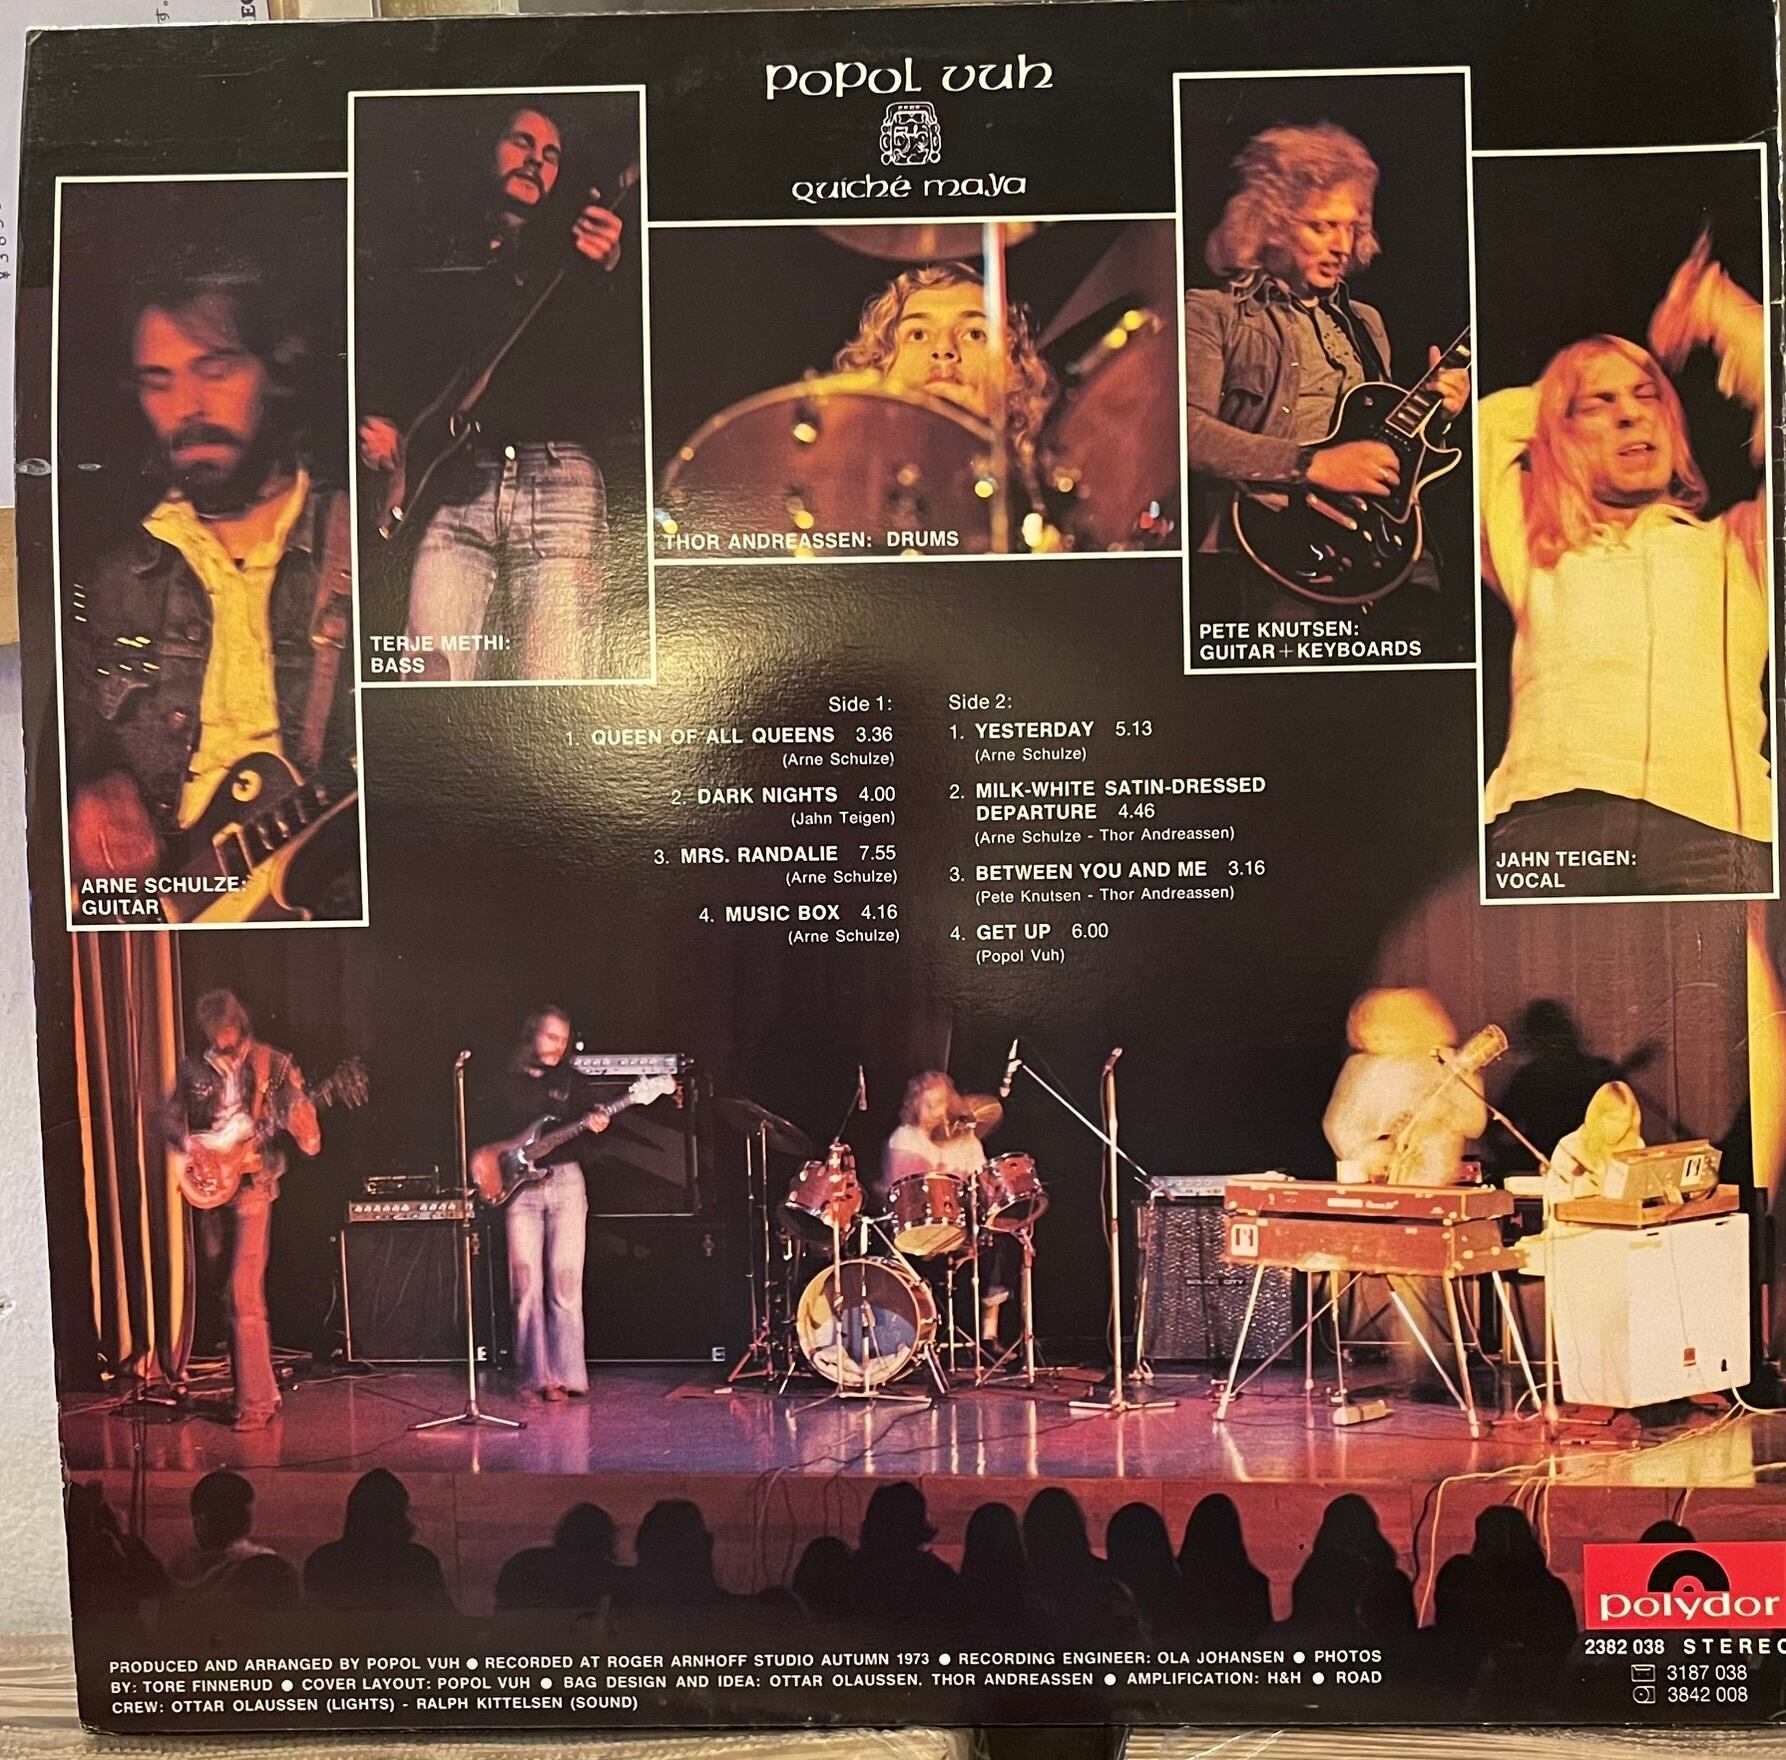 popol vuh
quiché maya
THOR ANDREASSEN: DRUMS
TERJE METHI:
BASS
PETE KNUTSEN:
GUITAR+KEYBOARDS
ARNE SCHULZE:
GUITAR
JAHN TEIGEN:
VOCAL
Side 1:
1. QUEEN OF ALL QUEENS 3.36
(Arne Schulze)
2. DARK NIGHTS 4.00
(Jahn Teigen)
3. MRS. RANDALIE 7.55
(Arne Schulze)
4. MUSIC BOX 4.16
(Arne Schulze)
Side 2:
1. YESTERDAY 5.13
(Arne Schulze)
2. MILK-WHITE SATIN-DRESSED
DEPARTURE 4.46
(Arne Schulze - Thor Andreassen)
3. BETWEEN YOU AND ME 3.16
(Pete Knutsen - Thor Andreassen)
4. GET UP 6.00
(Popol Vuh)
SOUND CITY
polydor
2382 038 STEREO
3187 038
3842 008
PRODUCED AND ARRANGED BY POPOL VUH ● RECORDED AT ROGER ARNHOFF STUDIO AUTUMN 1973 ● RECORDING ENGINEER: OLA JOHANSEN ● PHOTOS
BY: TORE FINNERUD ● COVER LAYOUT: POPOL VUH ● BAG DESIGN AND IDEA: OTTAR OLAUSSEN. THOR ANDREASSEN ● AMPLIFICATION: H&H ● ROAD
CREW: OTTAR OLAUSSEN (LIGHTS) - RALPH KITTELSEN (SOUND)